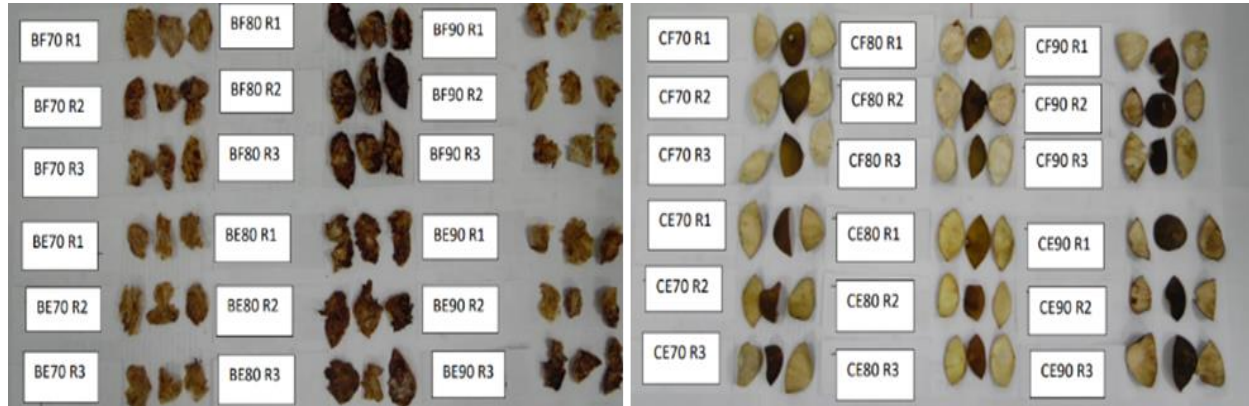 BF70 R1
BF80 R1
BF90 R1
BF70 R2
BF80 R2
BF90 R2
BF70 R3
BF80 R3
BF90 R3
BE70 R1
BE80 R1
BE90 R1
BE70 R2
BE80 R2
BE90 R2
BE70 R3
BE80 R3
BE90 R3
CF70 R1
CF80 R1
CF90 R1
CF70 R2
CF80 R2
CF90 R2
CF70 R3
CF80 R3
CF90 R3
CE70 R1
CE80 R1
CE90 R1
CE70 R2
CE80 R2
CE90 R2
CE70 R3
CE80 R3
CE90 R3